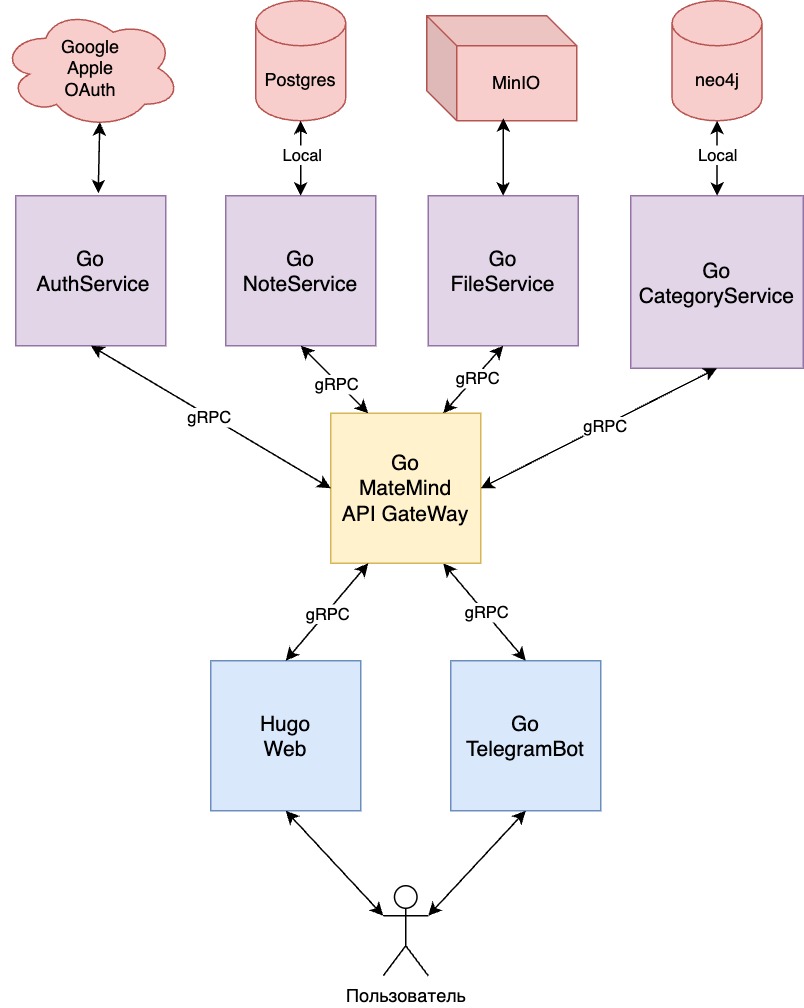 Google
Apple
OAuth
Postgres
MinIO
neo4j
Local
Local
Go
AuthService
Go
NoteService
Go
FileService
Go
CategoryService
gRPC
gRPC
gRPC
gRPC
Go
MateMind
API GateWay
gRPC
gRPC
Hugo
Web
Go
TelegramBot
Пользователь